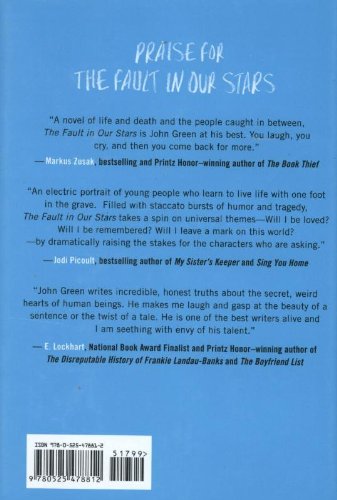 PRAISE FOR
THE FAULT IN OUR STARS
"A novel of life and death and the people caught in between,
The Fault in Our Stars is John Green at his best. You laugh, you
cry, and then you come back for more."
—Markus Zusak, bestselling and Printz Honor–winning author of The Book Thief
"An electric portrait of young people who learn to live life with one foot
in the grave. Filled with staccato bursts of humor and tragedy,
The Fault in Our Stars takes a spin on universal themes—Will I be loved?
Will I be remembered? Will I leave a mark on this world?
—by dramatically raising the stakes for the characters who are asking."
—Jodi Picoult, bestselling author of My Sister's Keeper and Sing You Home
"John Green writes incredible, honest truths about the secret, weird
hearts of human beings. He makes me laugh and gasp at the beauty of a
sentence or the twist of a tale. He is one of the best writers alive and I
am seething with envy of his talent."
—E. Lockhart, National Book Award Finalist and Printz Honor–winning author of
The Disreputable History of Frankie Landau-Banks and The Boyfriend List
ISBN 978-0-525-47881-2
51799>
9 780525 478812